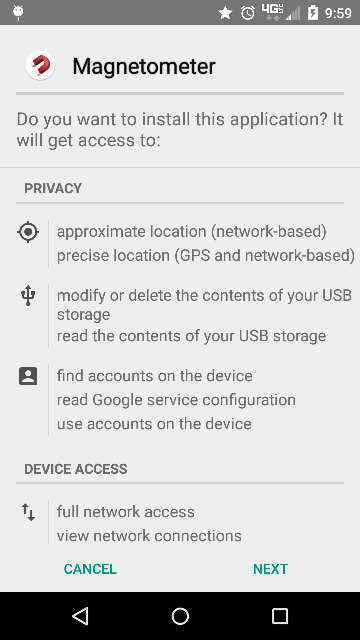 4G LTE 9:59
Magnetometer
Do you want to install this application? It
will get access to:
PRIVACY
approximate location (network-based)
precise location (GPS and network-based)
modify or delete the contents of your USB
storage
read the contents of your USB storage
find accounts on the device
read Google service configuration
use accounts on the device
DEVICE ACCESS
full network access
view network connections
CANCEL NEXT